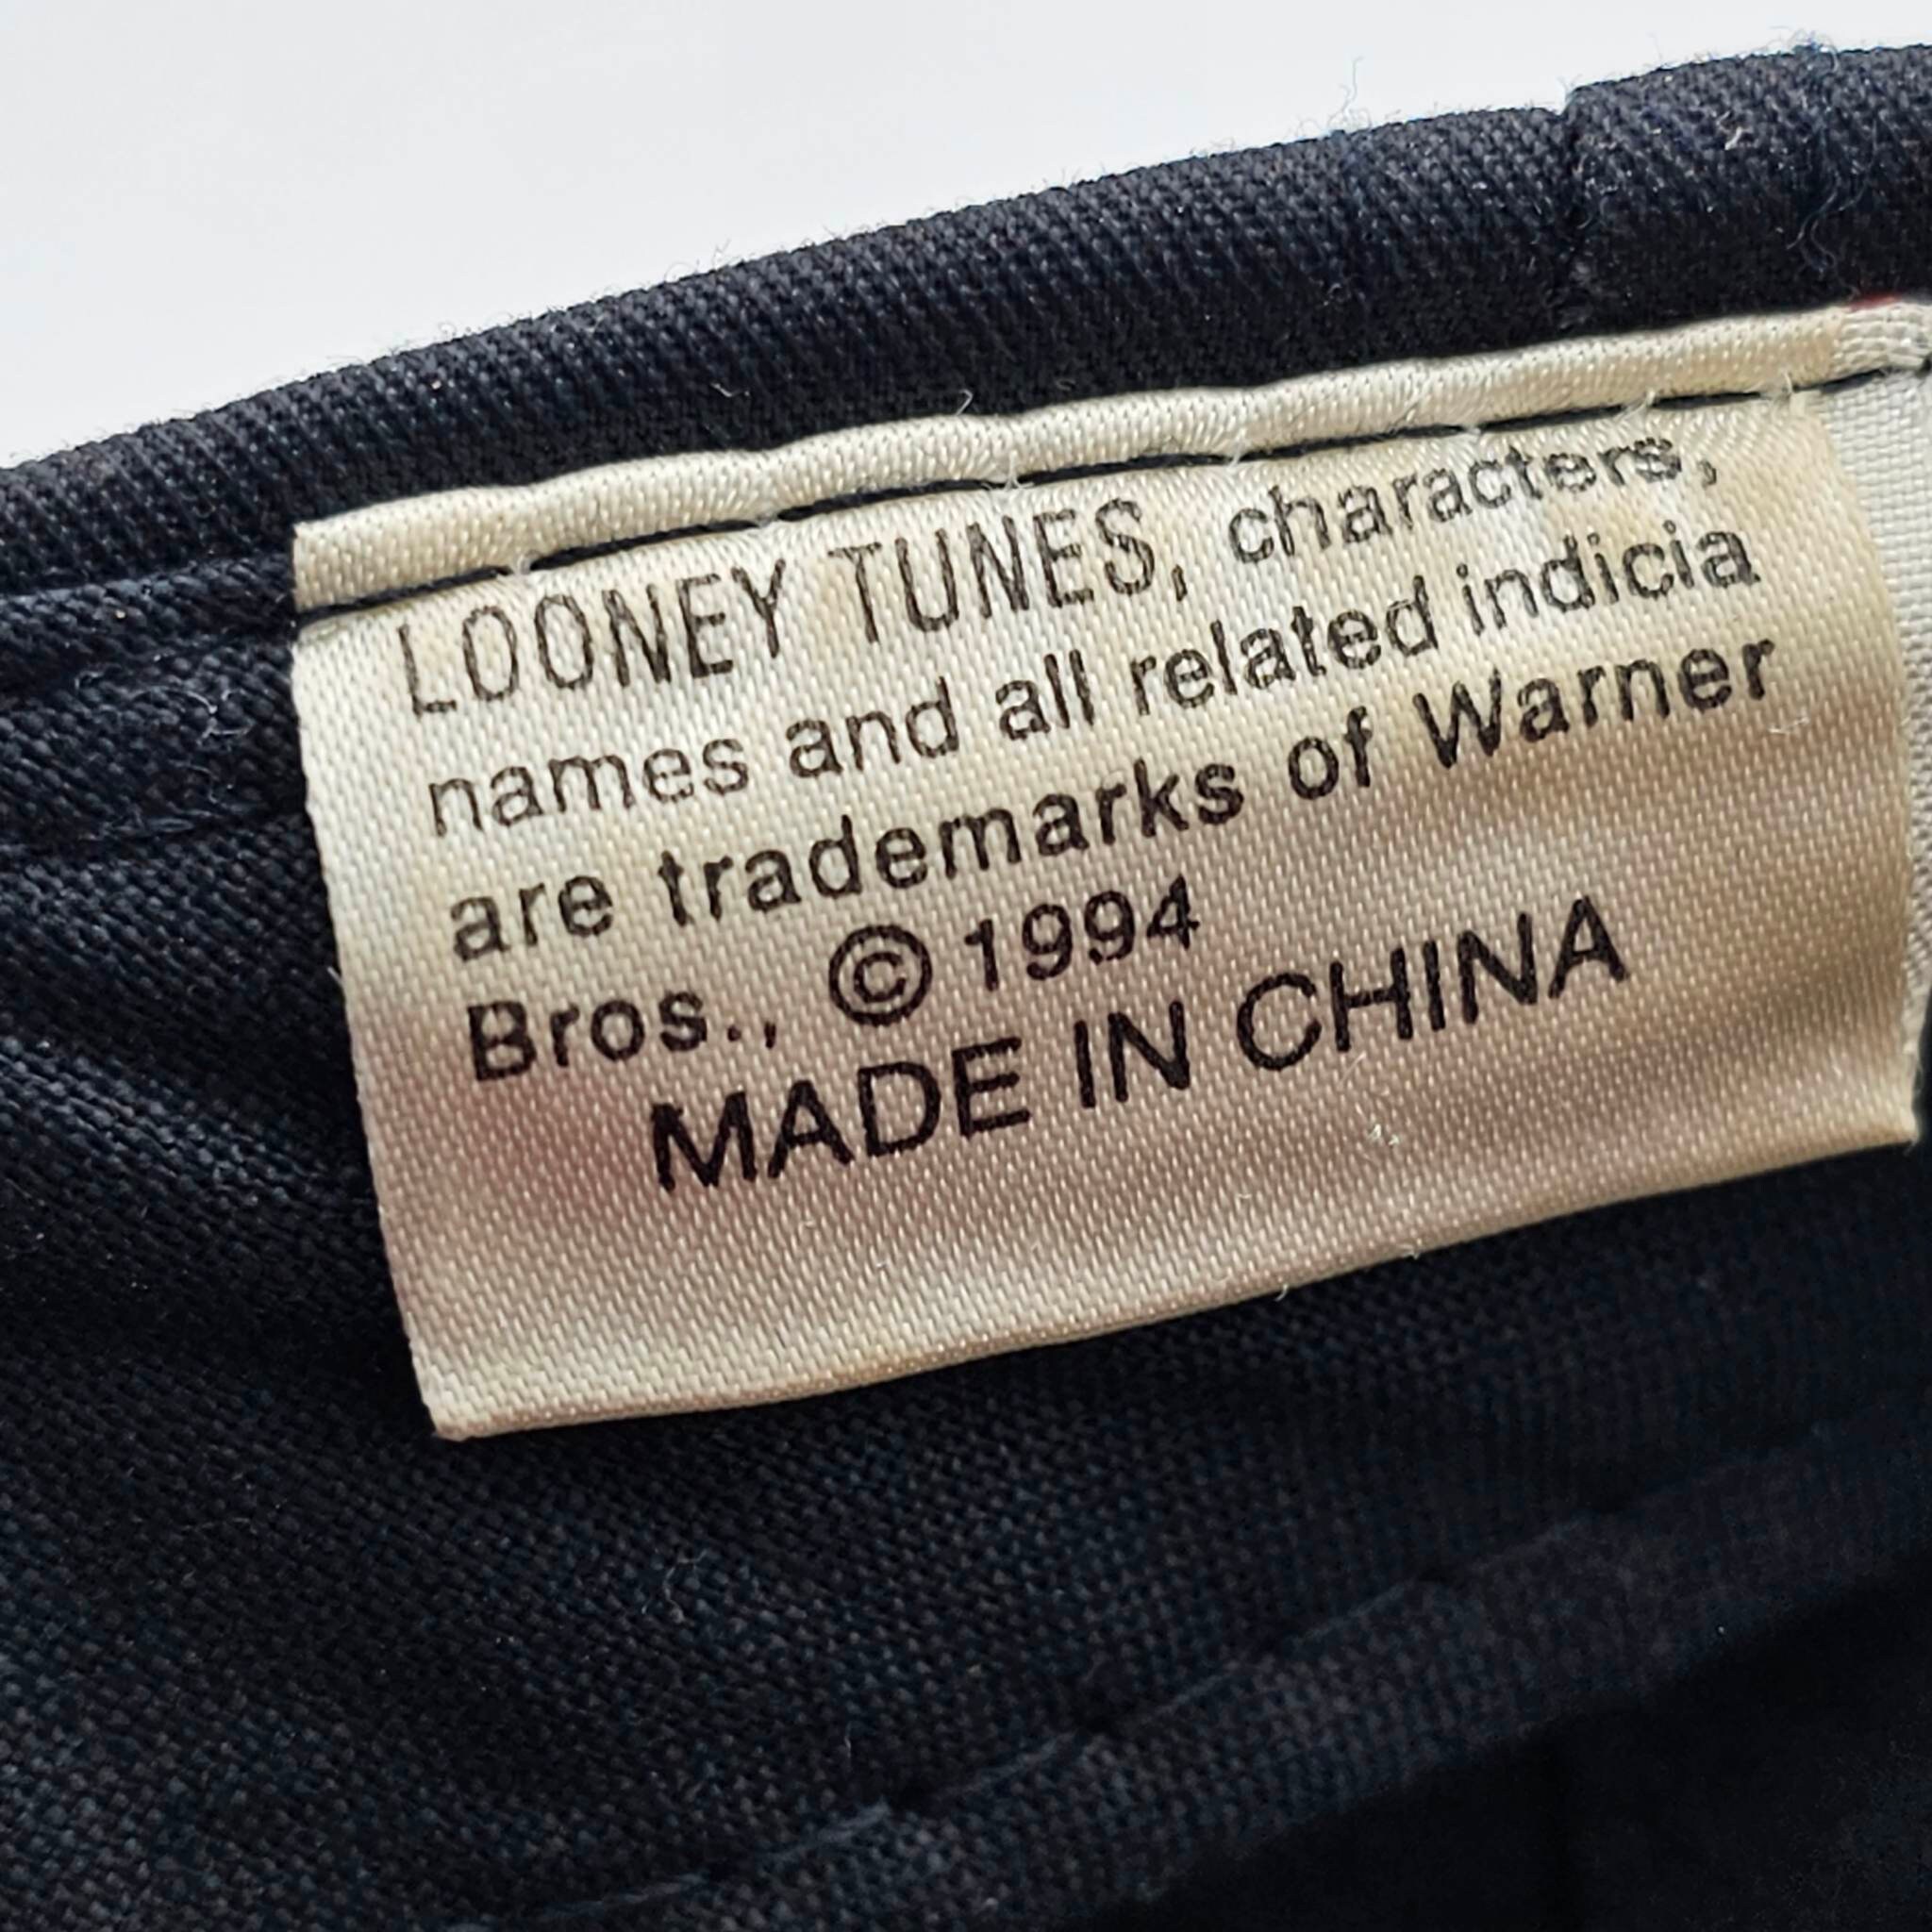 LOONEY TUNES, characters,
names and all related indicia
are trademarks of Warner
Bros., © 1994
MADE IN CHINA